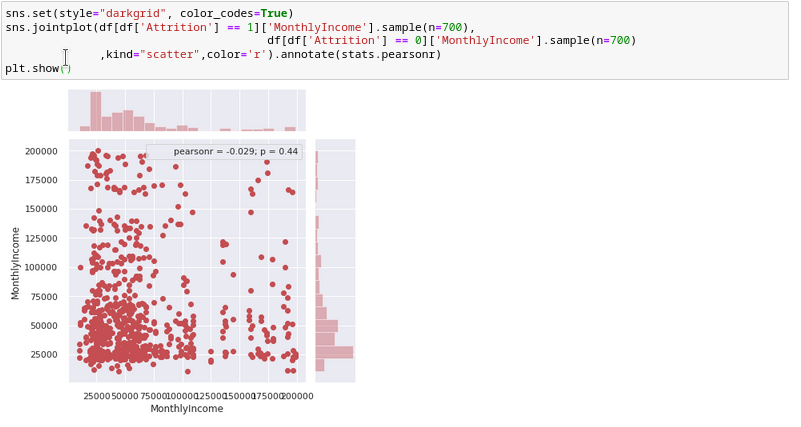 sns.set(style="darkgrid", color_codes=True)
sns.jointplot(df[df['Attrition'] == 1]['MonthlyIncome'].sample(n=700),
df[df['Attrition'] == 0]['MonthlyIncome'].sample(n=700)
,kind="scatter",color='r').annotate(stats.pearsonr)
plt.show()
pearsonr = -0.029; p = 0.44
200000
175000
150000
125000
100000
75000
50000
25000
MonthlyIncome
25000 50000 75000 100000 125000 150000 175000 200000
MonthlyIncome